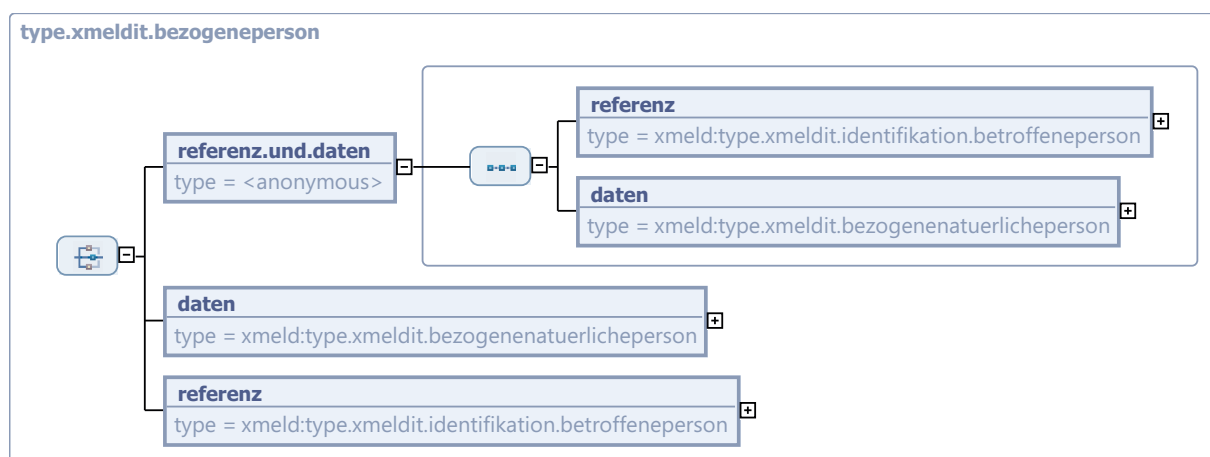 type.xmeldit.bezogeneperson
referenz.und.daten
type = <anonymous>
referenz
type = xmeld:type.xmeldit.identifikation.betroffeneperson
daten
type = xmeld:type.xmeldit.bezogenenatuerlicheperson
daten
type = xmeld:type.xmeldit.bezogenenatuerlicheperson
referenz
type = xmeld:type.xmeldit.identifikation.betroffeneperson